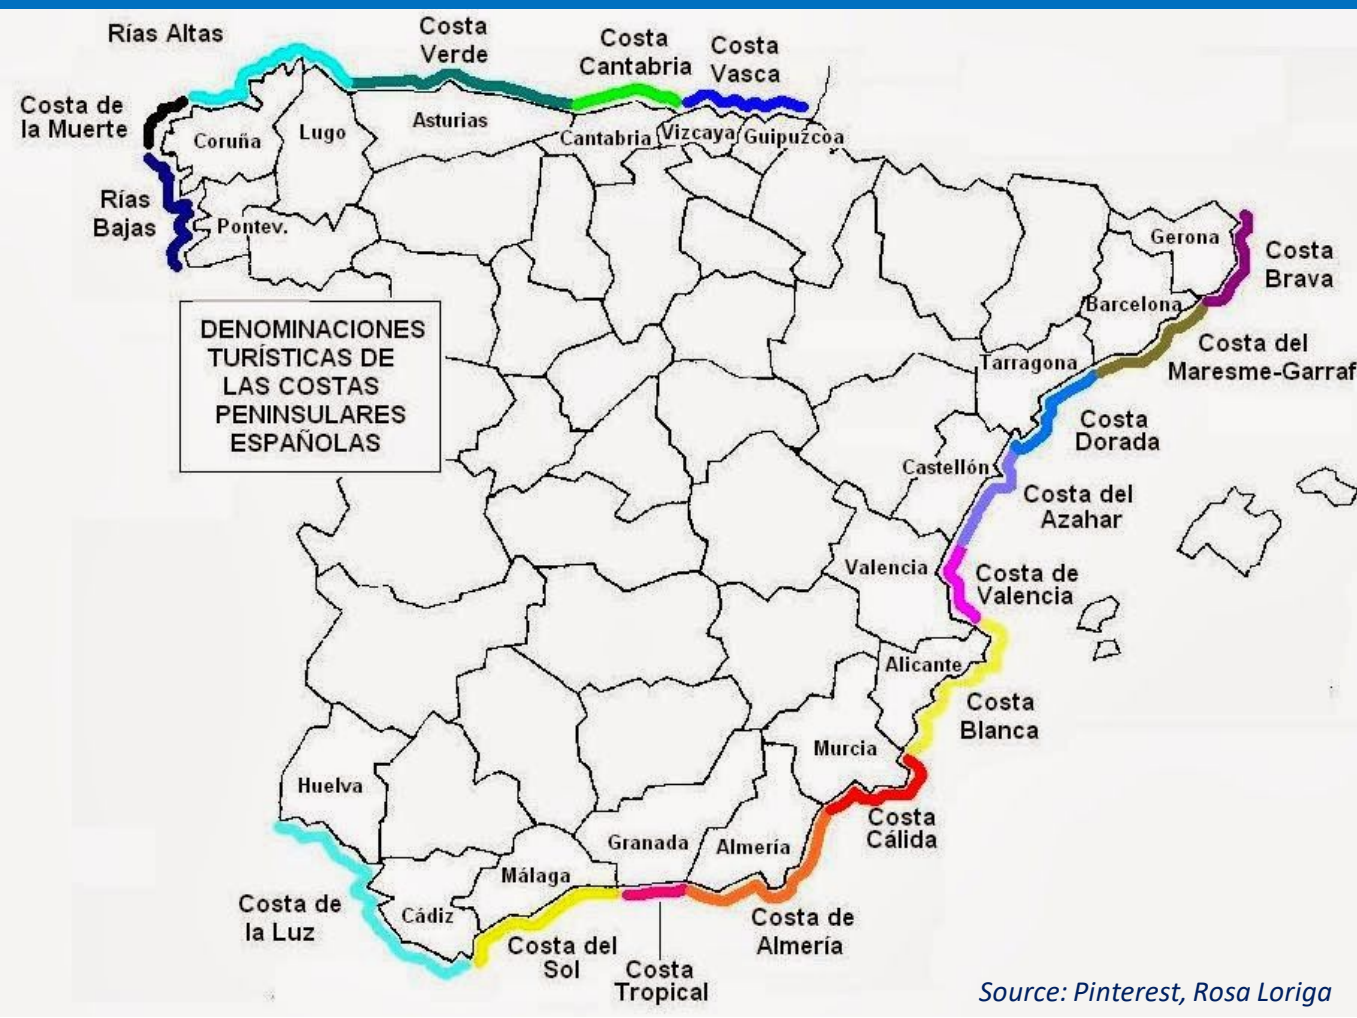 Rías Altas
Costa
Verde
Costa
Cantabria
Costa
Vasca
Costa de
la Muerte
Coruña
Lugo
Asturias
Cantabria
Vizcaya
Guipuzcoa
Rías
Bajas
Pontev.
Gerona
Costa
Brava
Barcelona
DENOMINACIONES
TURÍSTICAS DE
LAS COSTAS
PENINSULARES
ESPAÑOLAS
Costa del
Maresme-Garraf
Tarragona
Costa
Dorada
Castellón
Costa del
Azahar
Valencia
Costa de
Valencia
Alicante
Costa
Blanca
Murcia
Huelva
Costa
Cálida
Granada
Almería
Málaga
Cádiz
Costa de
la Luz
Costa del
Sol
Costa
Tropical
Costa de
Almería
Source: Pinterest, Rosa Loriga